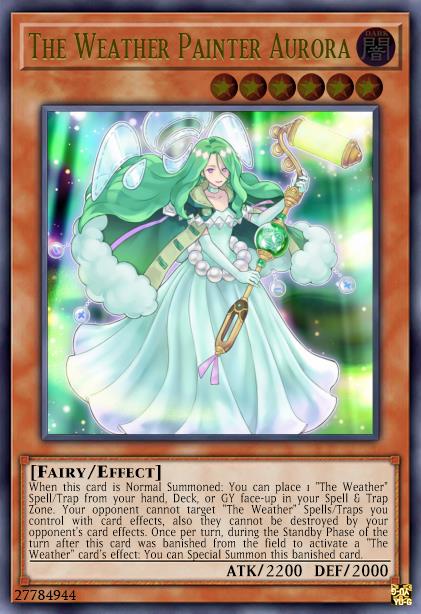 THE WEATHER PAINTER AURORA
DARK
闇
[FAIRY/EFFECT]
When this card is Normal Summoned: You can place 1 "The Weather"
Spell/Trap from your hand, Deck, or GY face-up in your Spell & Trap
Zone. Your opponent cannot target "The Weather" Spells/Traps you
control with card effects, also they cannot be destroyed by your
opponent's card effects. Once per turn, during the Standby Phase of the
turn after this card was banished from the field to activate a "The
Weather" card's effect: You can Special Summon this banished card.
ATK/2200 DEF/2000
27784944